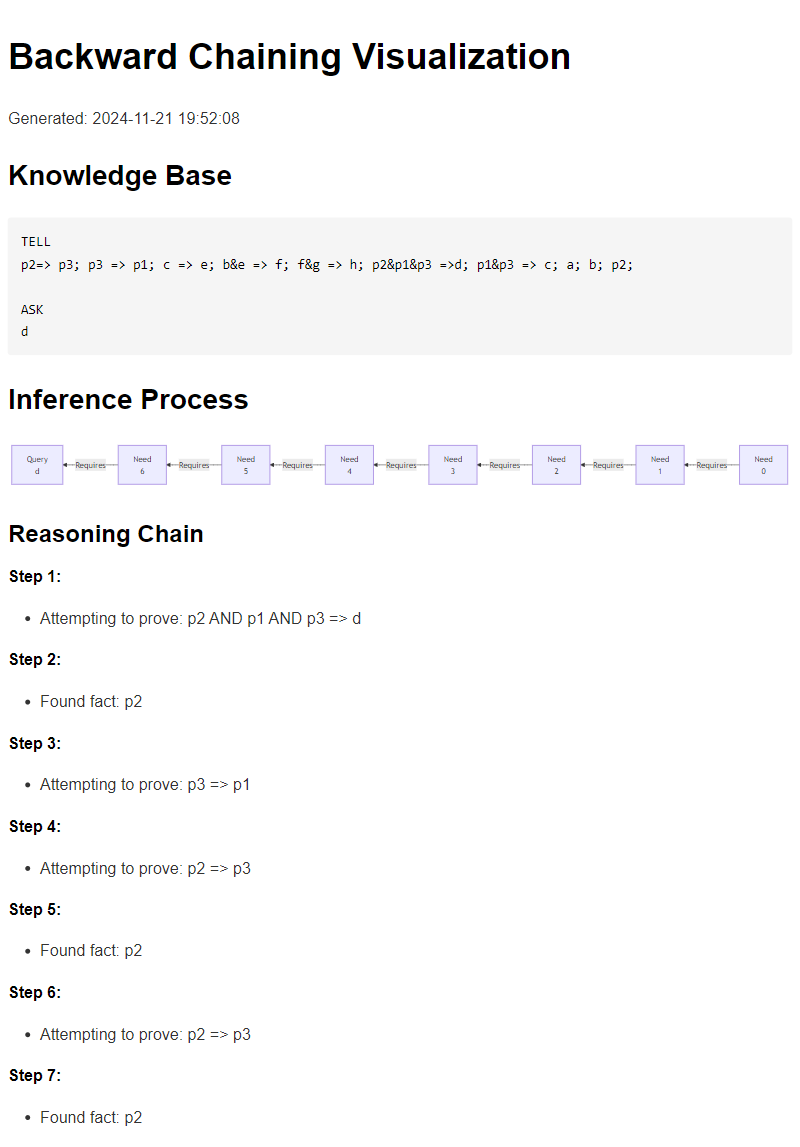 Backward Chaining Visualization
Generated: 2024-11-21 19:52:08
Knowledge Base
TELL
p2=> p3; p3 => p1; c => e; b&e => f; f&g => h; p2&p1&p3 =>d; p1&p3 => c; a; b; p2;
ASK
d
Inference Process
Query Need Need Need Need Need Need Need
Requires Requires Requires Requires Requires Requires Requires
d 6 5 4 3 2 1 0
Reasoning Chain
Step 1:
• Attempting to prove: p2 AND p1 AND p3 => d
Step 2:
• Found fact: p2
Step 3:
• Attempting to prove: p3 => p1
Step 4:
• Attempting to prove: p2 => p3
Step 5:
• Found fact: p2
Step 6:
• Attempting to prove: p2 => p3
Step 7:
• Found fact: p2